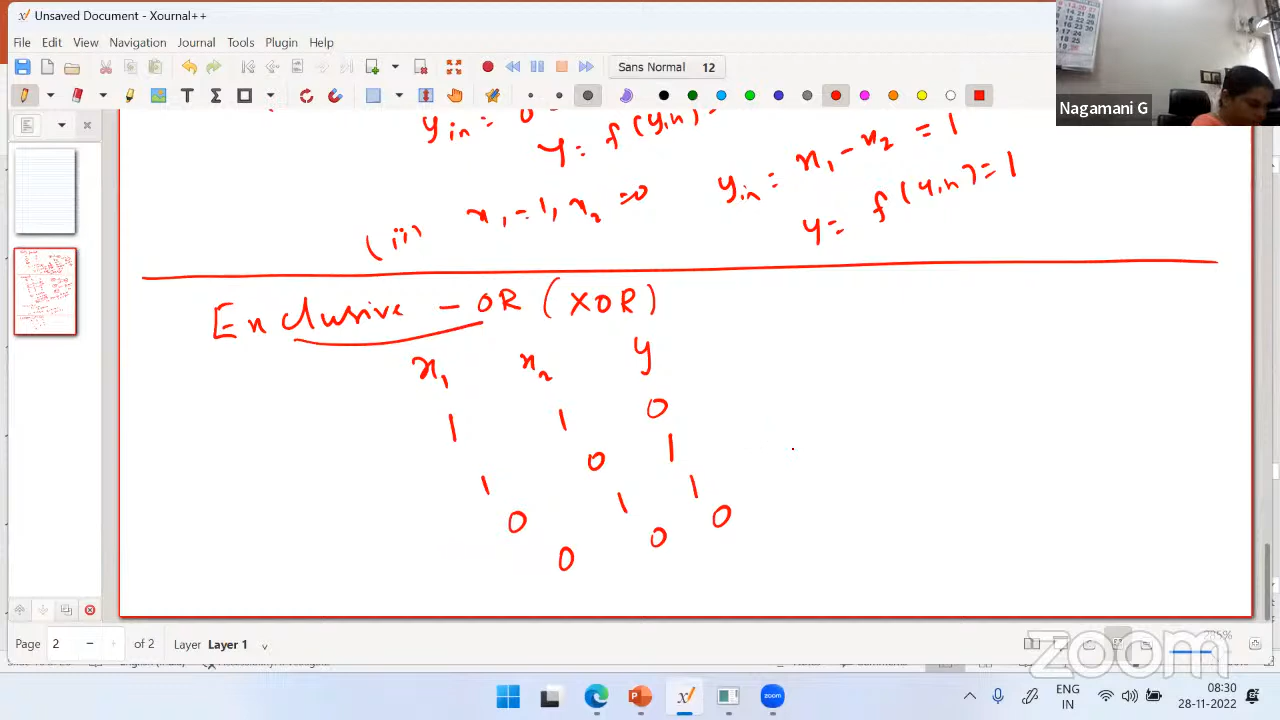 Unsaved Document - Xournal++
File Edit View Navigation Journal Tools Plugin Help
Sans Normal 12
Nagamani G
yin = 0
y = f(yin) =
(iii) x1 = 1, x2 = 0 yin = x1 - x2 = 1
y = f(yin) = 1
Exclusive - OR (XOR)
x1 x2 y
1 1 0
1 0 1
0 1 1
0 0 0
Page 2 of 2 Layer Layer 1
zoom
ENG
IN
08:30
28-11-2022